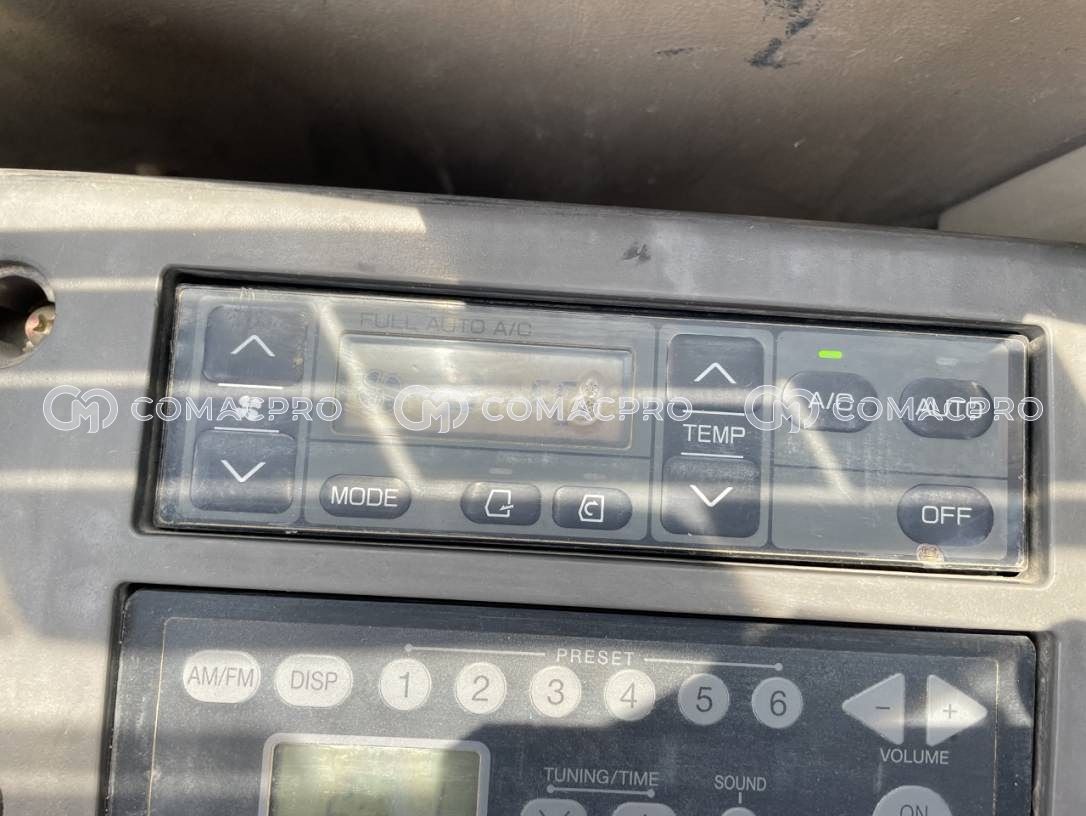 FULL AUTO A/C
TEMP
A/C
AUTO
MODE
OFF
COMACPRO COMACPRO COMACPRO
PRESET
AM/FM DISP 1 2 3 4 5 6 - +
VOLUME
TUNING/TIME
SOUND
ON